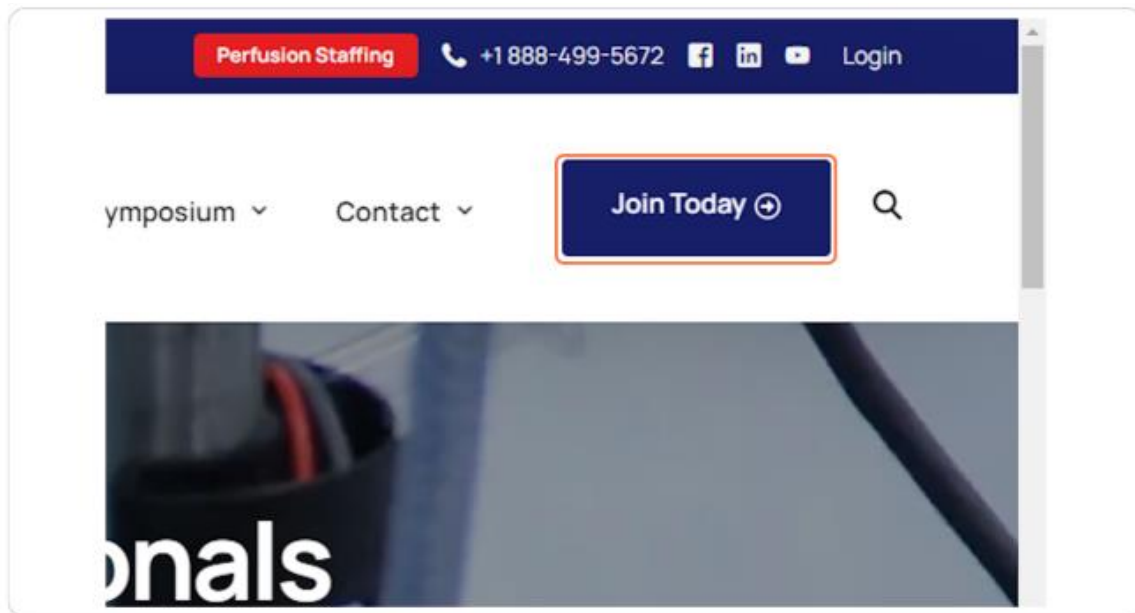 Perfusion Staffing +1 888-499-5672 Login
ymposium Contact Join Today
onals